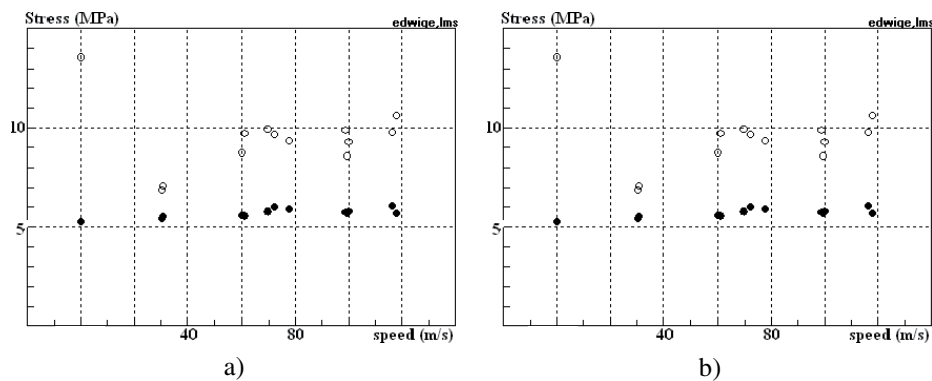 Stress (MPa)
edwige,lms
10
5
40
80
speed (m/s)
a)
Stress (MPa)
edwige,lms
10
5
40
80
speed (m/s)
b)